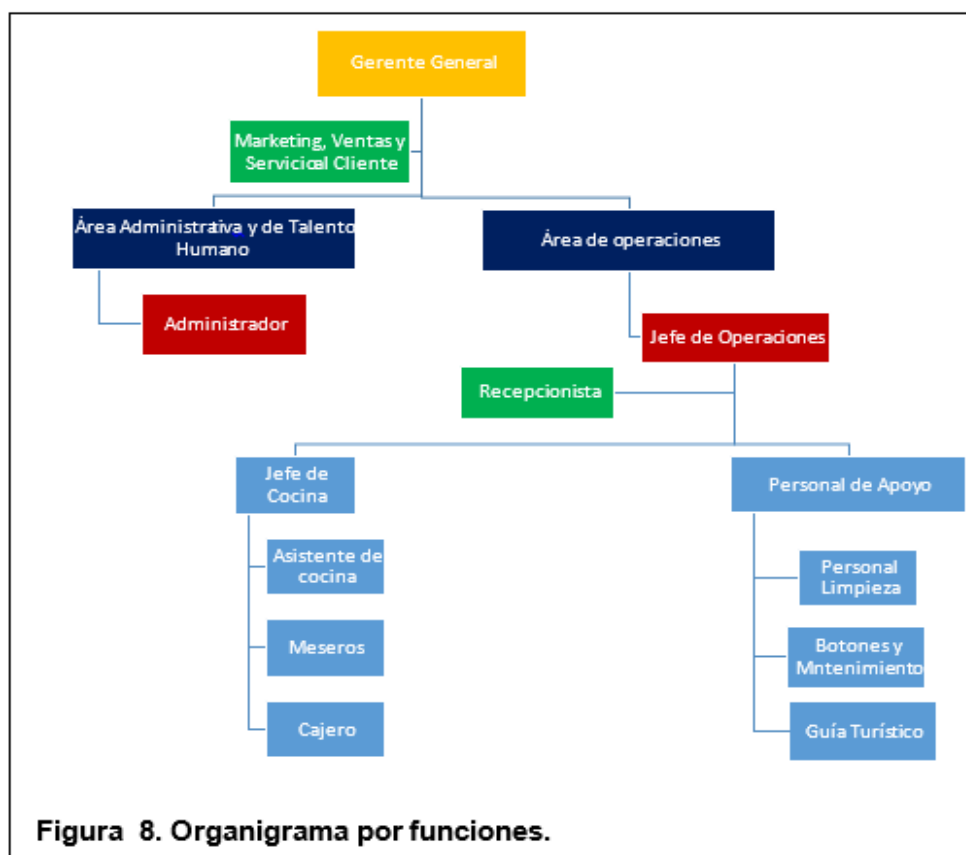 Gerente General
Marketing, Ventas y
Servicioal Cliente
Área Administrativa y de Talento
Humano
Área de operaciones
Administrador
Jefe de Operaciones
Recepcionista
Jefe de
Cocina
Personal de Apoyo
Asistente de
cocina
Personal
Limpieza
Meseros
Botones y
Mntenimiento
Cajero
Guía Turístico
Figura 8. Organigrama por funciones.